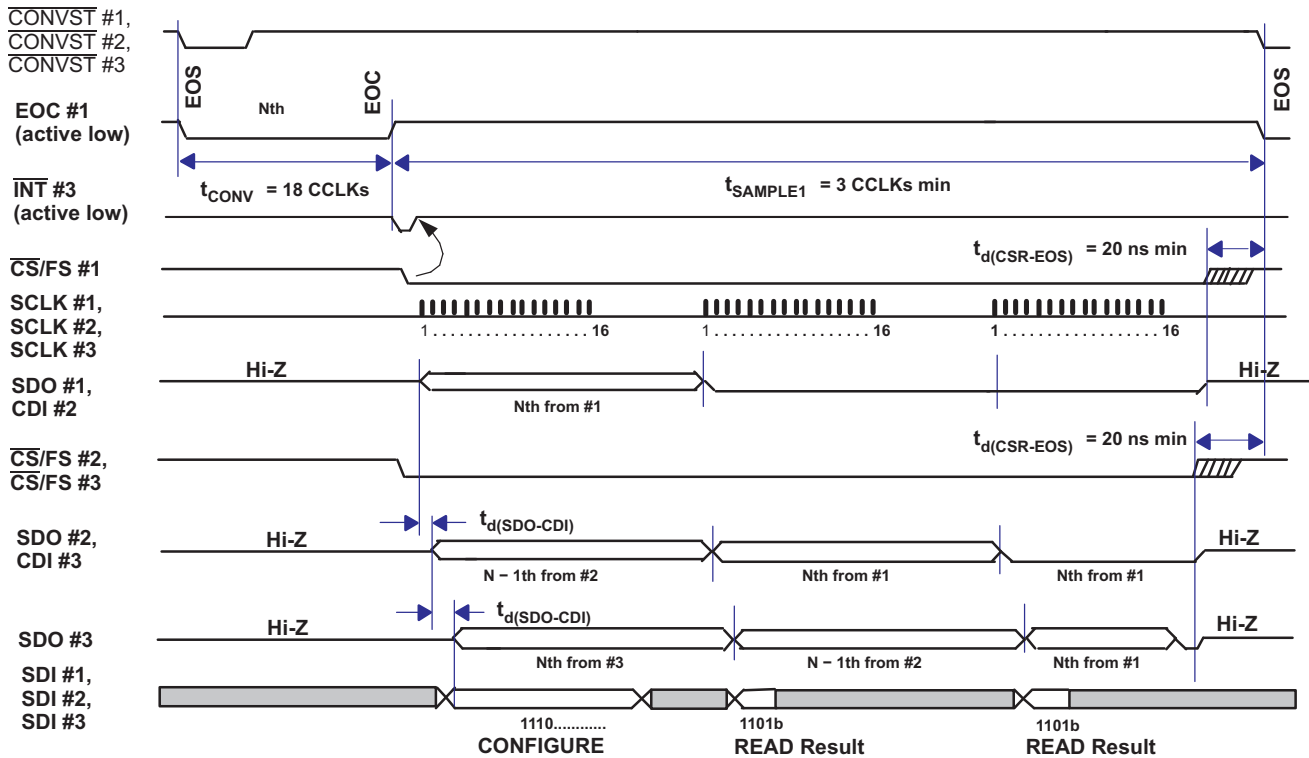 CONVST #1,
CONVST #2,
CONVST #3
EOS
EOC
EOS
EOC #1
(active low)
Nth
INT #3
(active low)
tCONV = 18 CCLKs
tSAMPLE1 = 3 CCLKs min
CS/FS #1
td(CSR-EOS) = 20 ns min
SCLK #1,
SCLK #2,
SCLK #3
1 . . . . . . . . . . . . . . . . . . 16
1 . . . . . . . . . . . . . . . . . . 16
1 . . . . . . . . . . . . . . . . . . 16
SDO #1,
CDI #2
Hi-Z
Hi-Z
Nth from #1
CS/FS #2,
CS/FS #3
td(CSR-EOS) = 20 ns min
td(SDO-CDI)
SDO #2,
CDI #3
Hi-Z
Hi-Z
N − 1th from #2
Nth from #1
Nth from #1
td(SDO-CDI)
SDO #3
Hi-Z
Hi-Z
Nth from #3
N − 1th from #2
Nth from #1
SDI #1,
SDI #2,
SDI #3
1110............
1101b
1101b
CONFIGURE
READ Result
READ Result